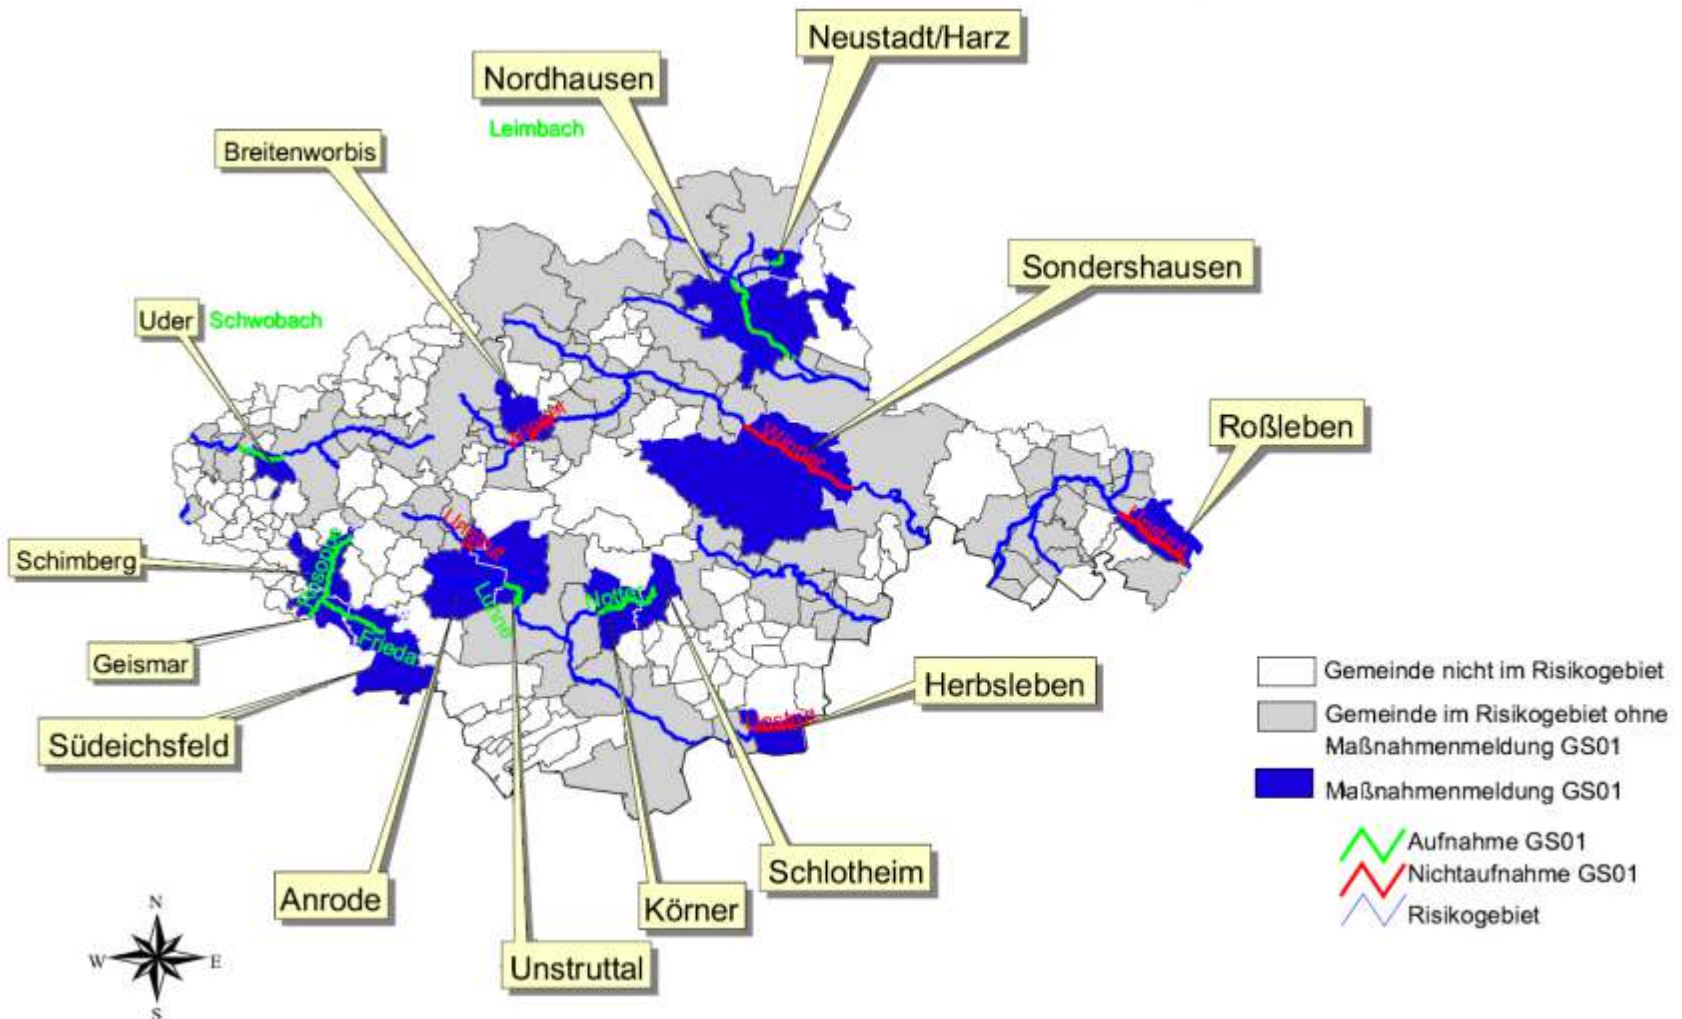 Neustadt/Harz
Nordhausen
Leimbach
Breitenworbis
Sondershausen
Uder
Schwobach
Roßleben
Wipper
Schimberg
Notter
Luhne
Geismar
Frieda
Herbsleben
Südeichsfeld
Gemeinde nicht im Risikogebiet
Gemeinde im Risikogebiet ohne
Maßnahmenmeldung GS01
Maßnahmenmeldung GS01
Aufnahme GS01
Nichtaufnahme GS01
Risikogebiet
Schlotheim
Anrode
Körner
Unstruttal
N
W
E
S